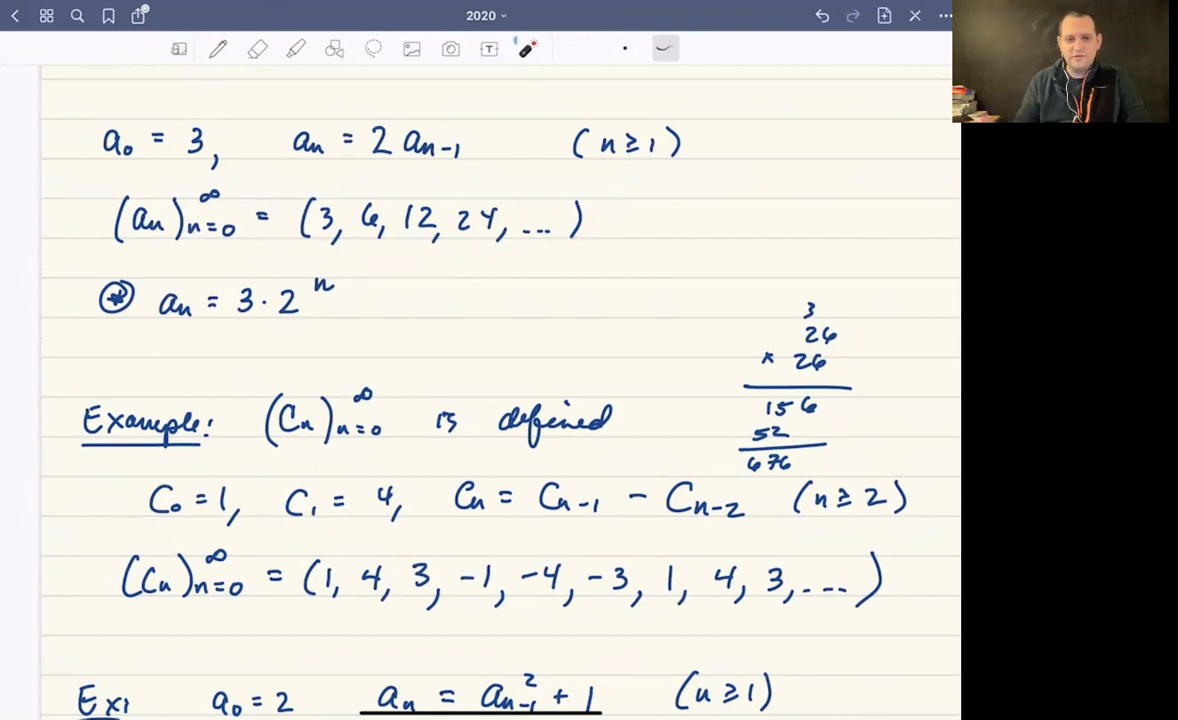 2020
a₀ = 3, aₙ = 2 aₙ₋₁ (n ≥ 1)
(aₙ)ₙ₌₀^∞ = (3, 6, 12, 24, ... )
⊛ aₙ = 3 · 2ⁿ
3
26
× 26
156
52
676
Example: (Cₙ)ₙ₌₀^∞ is defined
C₀ = 1, C₁ = 4, Cₙ = Cₙ₋₁ − Cₙ₋₂ (n ≥ 2)
(Cₙ)ₙ₌₀^∞ = (1, 4, 3, -1, -4, -3, 1, 4, 3, .... )
Ex: a₀ = 2 aₙ = aₙ₋₁² + 1 (n ≥ 1)